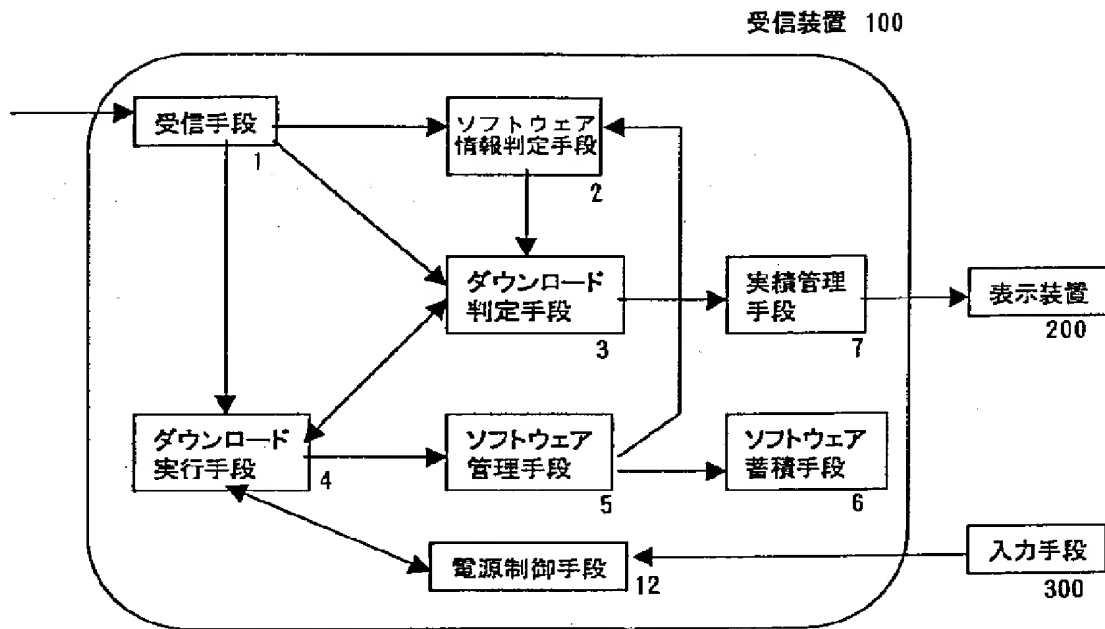 受信装置 100
受信手段
1
ソフトウェア
情報判定手段
2
ダウンロード
判定手段
3
実績管理
手段
7
表示装置
200
ダウンロード
実行手段
4
ソフトウェア
管理手段
5
ソフトウェア
蓄積手段
6
電源制御手段
12
入力手段
300